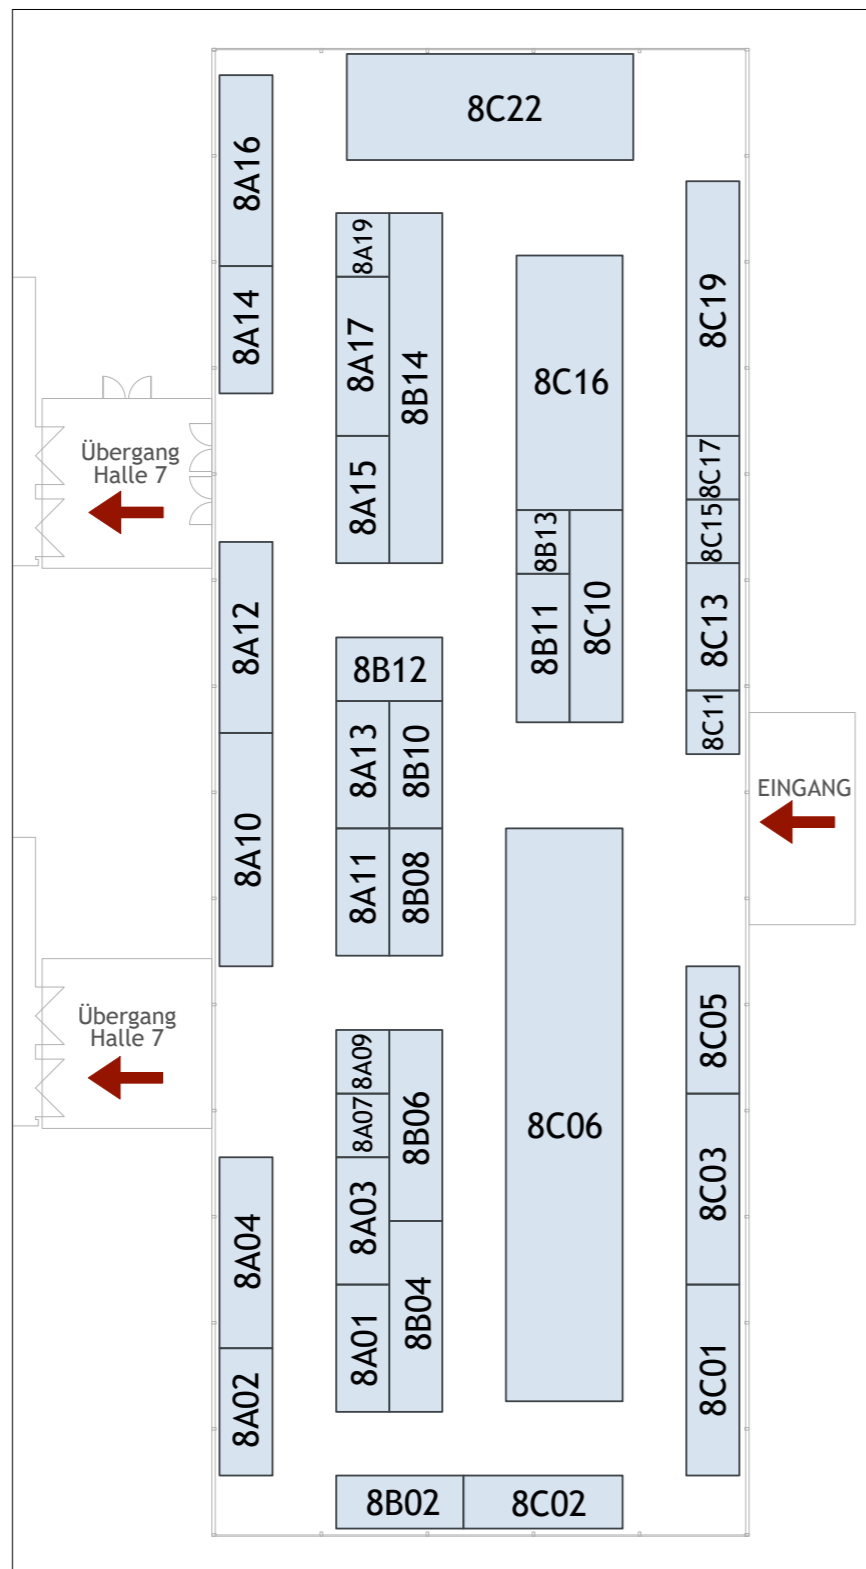 8C22
8A16
8A19
8A14
8A17
8B14
8C16
8C19
Übergang
Halle 7
8A15
8C17
8C15
8B13
8C10
8B11
8C13
8A12
8B12
8C11
8A13
8B10
EINGANG
8A10
8A11
8B08
Übergang
Halle 7
8C05
8A09
8B06
8A07
8C06
8C03
8A03
8A04
8B04
8A01
8C01
8A02
8B02
8C02